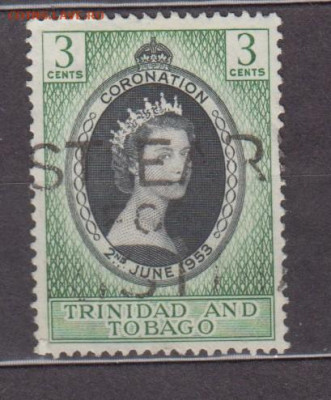 3 CENTS
3 CENTS
CORONATION
2ND JUNE 1953
TRINIDAD AND
TOBAGO